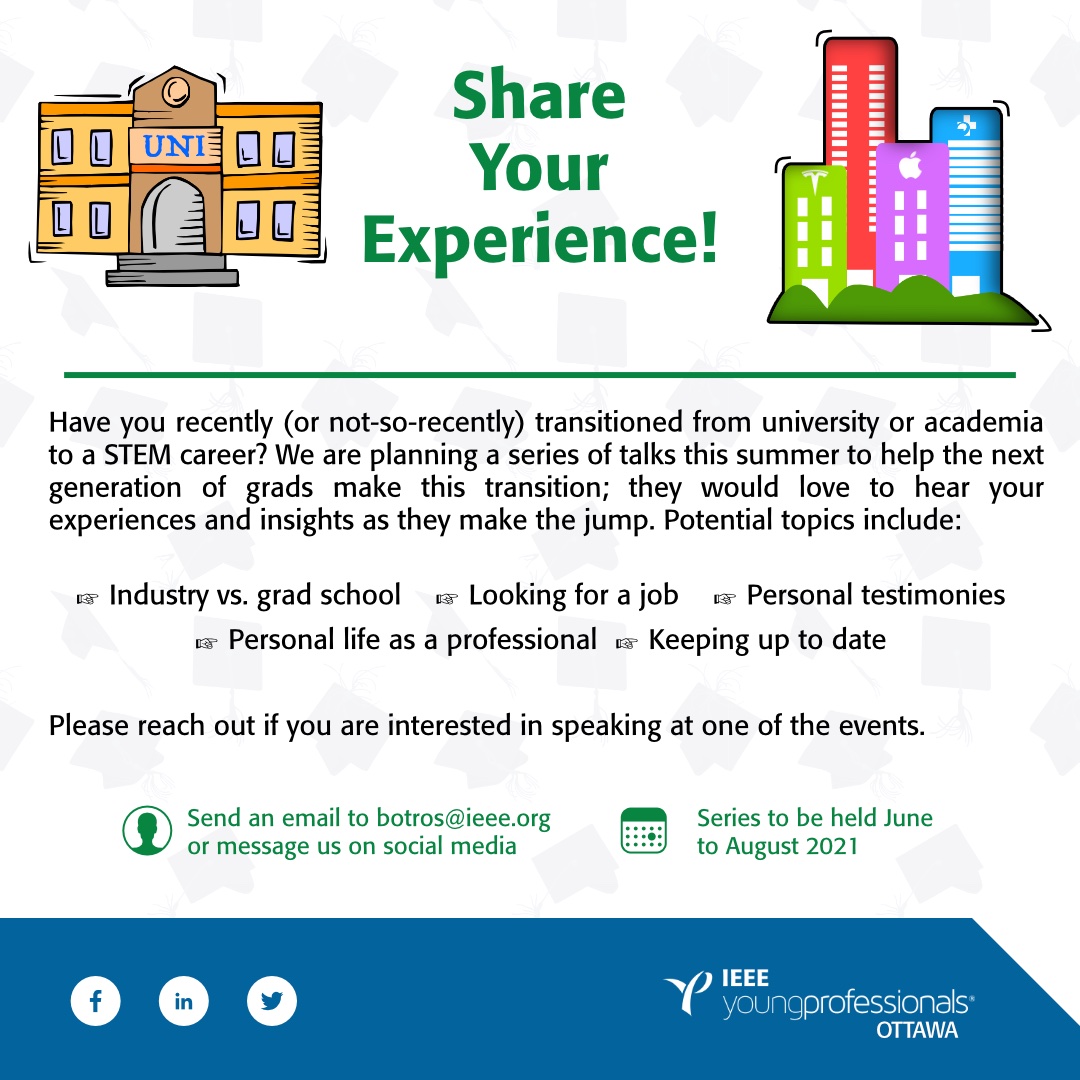 Share
Your
Experience!
UNI
Have you recently (or not-so-recently) transitioned from university or academia
to a STEM career? We are planning a series of talks this summer to help the next
generation of grads make this transition; they would love to hear your
experiences and insights as they make the jump. Potential topics include:
☞ Industry vs. grad school ☞ Looking for a job ☞ Personal testimonies
☞ Personal life as a professional ☞ Keeping up to date
Please reach out if you are interested in speaking at one of the events.
Send an email to botros@ieee.org
or message us on social media
Series to be held June
to August 2021
f in
IEEE
youngprofessionals®
OTTAWA